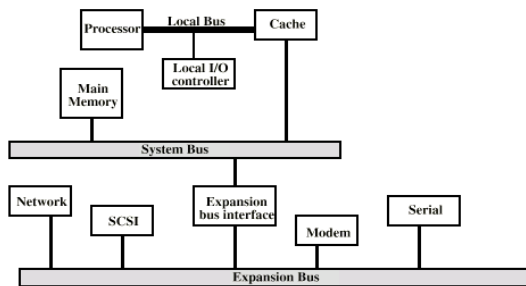 Processor
Local Bus
Cache
Local I/O
controller
Main
Memory
System Bus
Network
SCSI
Expansion
bus interface
Modem
Serial
Expansion Bus